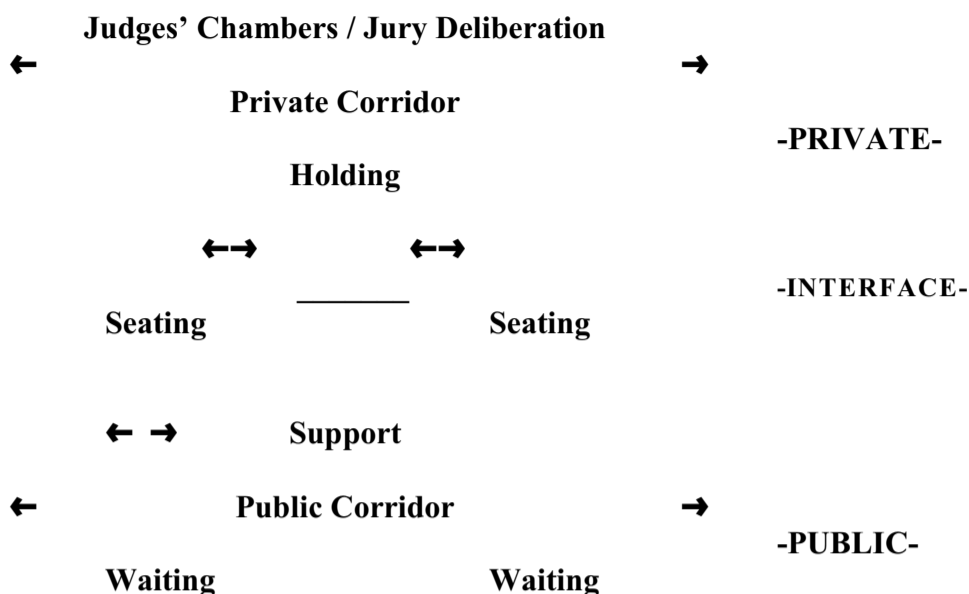 Judges’ Chambers / Jury Deliberation
Private Corridor
-PRIVATE-
Holding
-INTERFACE-
Seating Seating
Support
Public Corridor
-PUBLIC-
Waiting Waiting